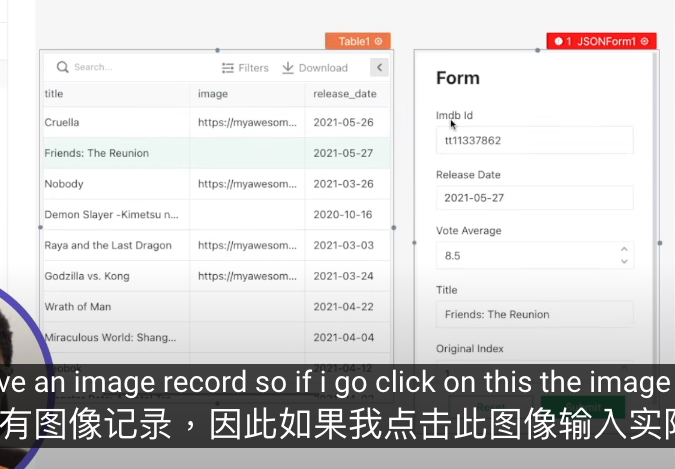 Table1
1 JSONForm1
Search...
Filters
Download
title image release_date
Cruella https://myawesom... 2021-05-26
Friends: The Reunion 2021-05-27
Nobody https://myawesom... 2021-03-26
Demon Slayer -Kimetsu n... 2020-10-16
Raya and the Last Dragon https://myawesom... 2021-03-03
Godzilla vs. Kong https://myawesom... 2021-03-24
Wrath of Man 2021-04-22
Miraculous World: Shang... 2021-04-04
2021-04-12
Form
Imdb Id
tt11337862
Release Date
2021-05-27
Vote Average
8.5
Title
Friends: The Reunion
Original Index
ve an image record so if i go click on this the image
有图像记录，因此如果我点击此图像输入实际